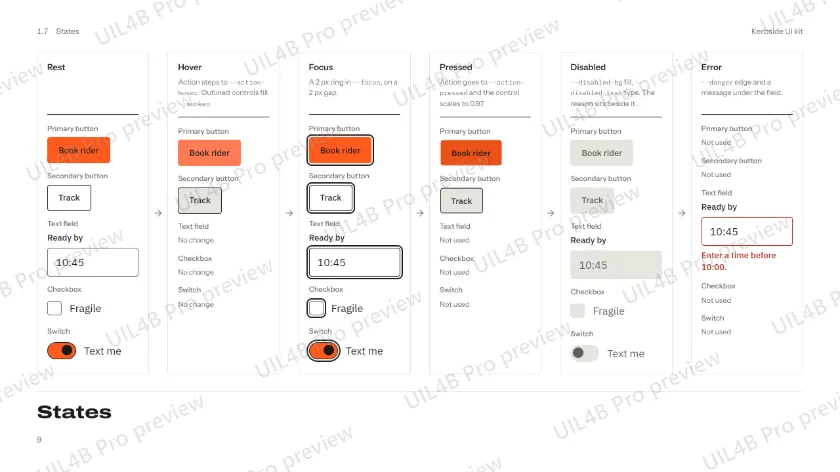 1.7 States
Kerbside UI kit
Rest
Primary button
Book rider
Secondary button
Track
Text field
Ready by
10:45
Checkbox
Fragile
Switch
Text me
Hover
Action steps to --action-
hover. Outlined controls fill
--sunken.
Primary button
Book rider
Secondary button
Track
Text field
No change
Checkbox
No change
Switch
No change
Focus
A 2 px ring in --focus, on a
2 px gap.
Primary button
Book rider
Secondary button
Track
Text field
Ready by
10:45
Checkbox
Fragile
Switch
Text me
Pressed
Action goes to --action-
pressed and the control
scales to 0.97.
Primary button
Book rider
Secondary button
Track
Text field
Not used
Checkbox
Not used
Switch
Not used
Disabled
--disabled-bg fill, --
disabled-text type. The
reason sits beside it.
Primary button
Book rider
Secondary button
Track
Text field
Ready by
10:45
Checkbox
Fragile
Switch
Text me
Error
--danger edge and a
message under the field.
Primary button
Not used
Secondary button
Not used
Text field
Ready by
10:45
Enter a time before
10:00.
Checkbox
Not used
Switch
Not used
States
9
UIL4B Pro preview